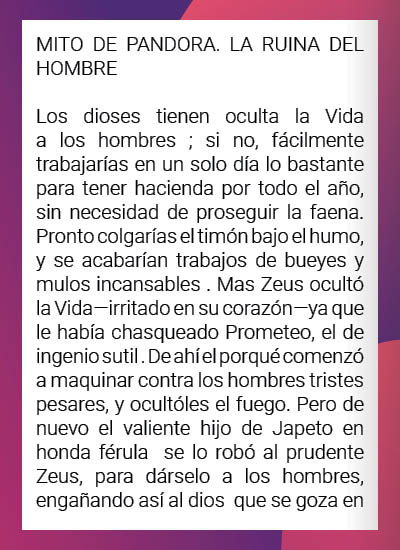 MITO DE PANDORA. LA RUINA DEL
HOMBRE
Los dioses tienen oculta la Vida
a los hombres ; si no, fácilmente
trabajarías en un solo día lo bastante
para tener hacienda por todo el año,
sin necesidad de proseguir la faena.
Pronto colgarías el timón bajo el humo,
y se acabarían trabajos de bueyes y
mulos incansables . Mas Zeus ocultó
la Vida—irritado en su corazón—ya que
le había chasqueado Prometeo, el de
ingenio sutil . De ahí el porqué comenzó
a maquinar contra los hombres tristes
pesares, y ocultóles el fuego. Pero de
nuevo el valiente hijo de Japeto en
honda férula  se lo robó al prudente
Zeus, para dárselo a los hombres,
engañando así al dios  que se goza en